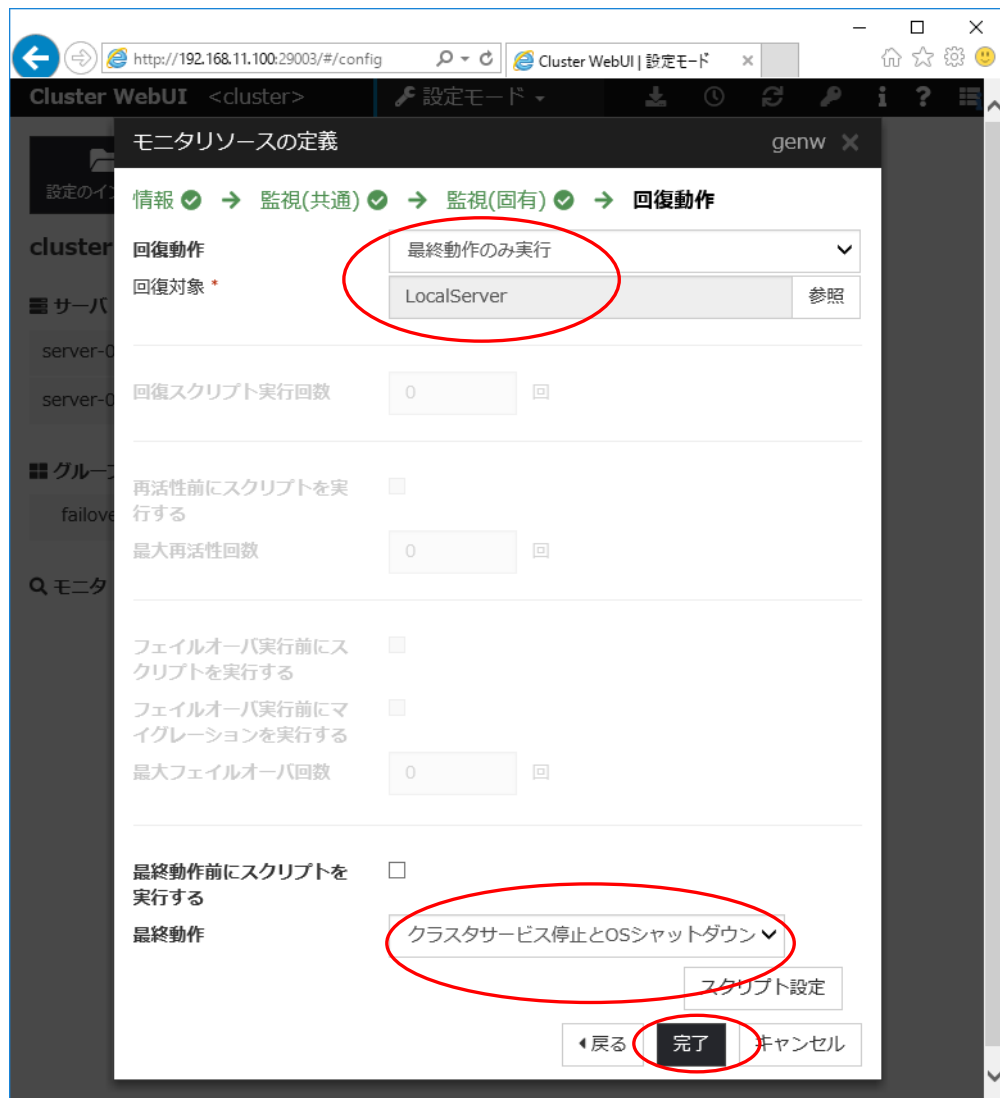 http://192.168.11.100:29003/#/config
Cluster WebUI | 設定モード
Cluster WebUI <cluster> 設定モード
モニタリソースの定義 genw
設定のイン
情報 → 監視(共通) → 監視(固有) → 回復動作
cluster
回復動作 最終動作のみ実行
回復対象 * LocalServer 参照
サーバ
server-0
server-0
回復スクリプト実行回数 0 回
グループ
failove
再活性前にスクリプトを実
行する
最大再活性回数 0 回
モニタ
フェイルオーバ実行前にス
クリプトを実行する
フェイルオーバ実行前にマ
イグレーションを実行する
最大フェイルオーバ回数 0 回
最終動作前にスクリプトを
実行する
最終動作 クラスタサービス停止とOSシャットダウン
スクリプト設定
戻る 完了 キャンセル